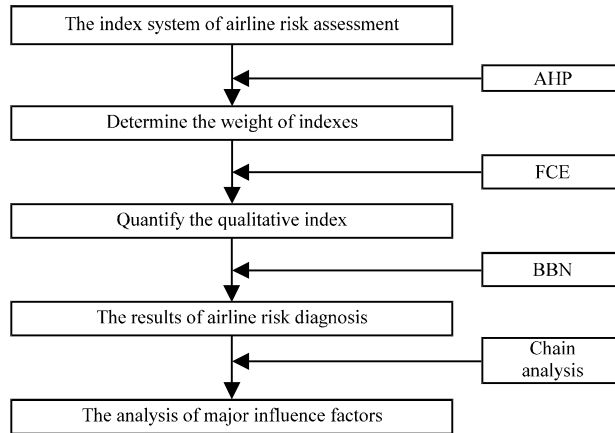 The index system of airline risk assessment
AHP
Determine the weight of indexes
FCE
Quantify the qualitative index
BBN
The results of airline risk diagnosis
Chain
analysis
The analysis of major influence factors